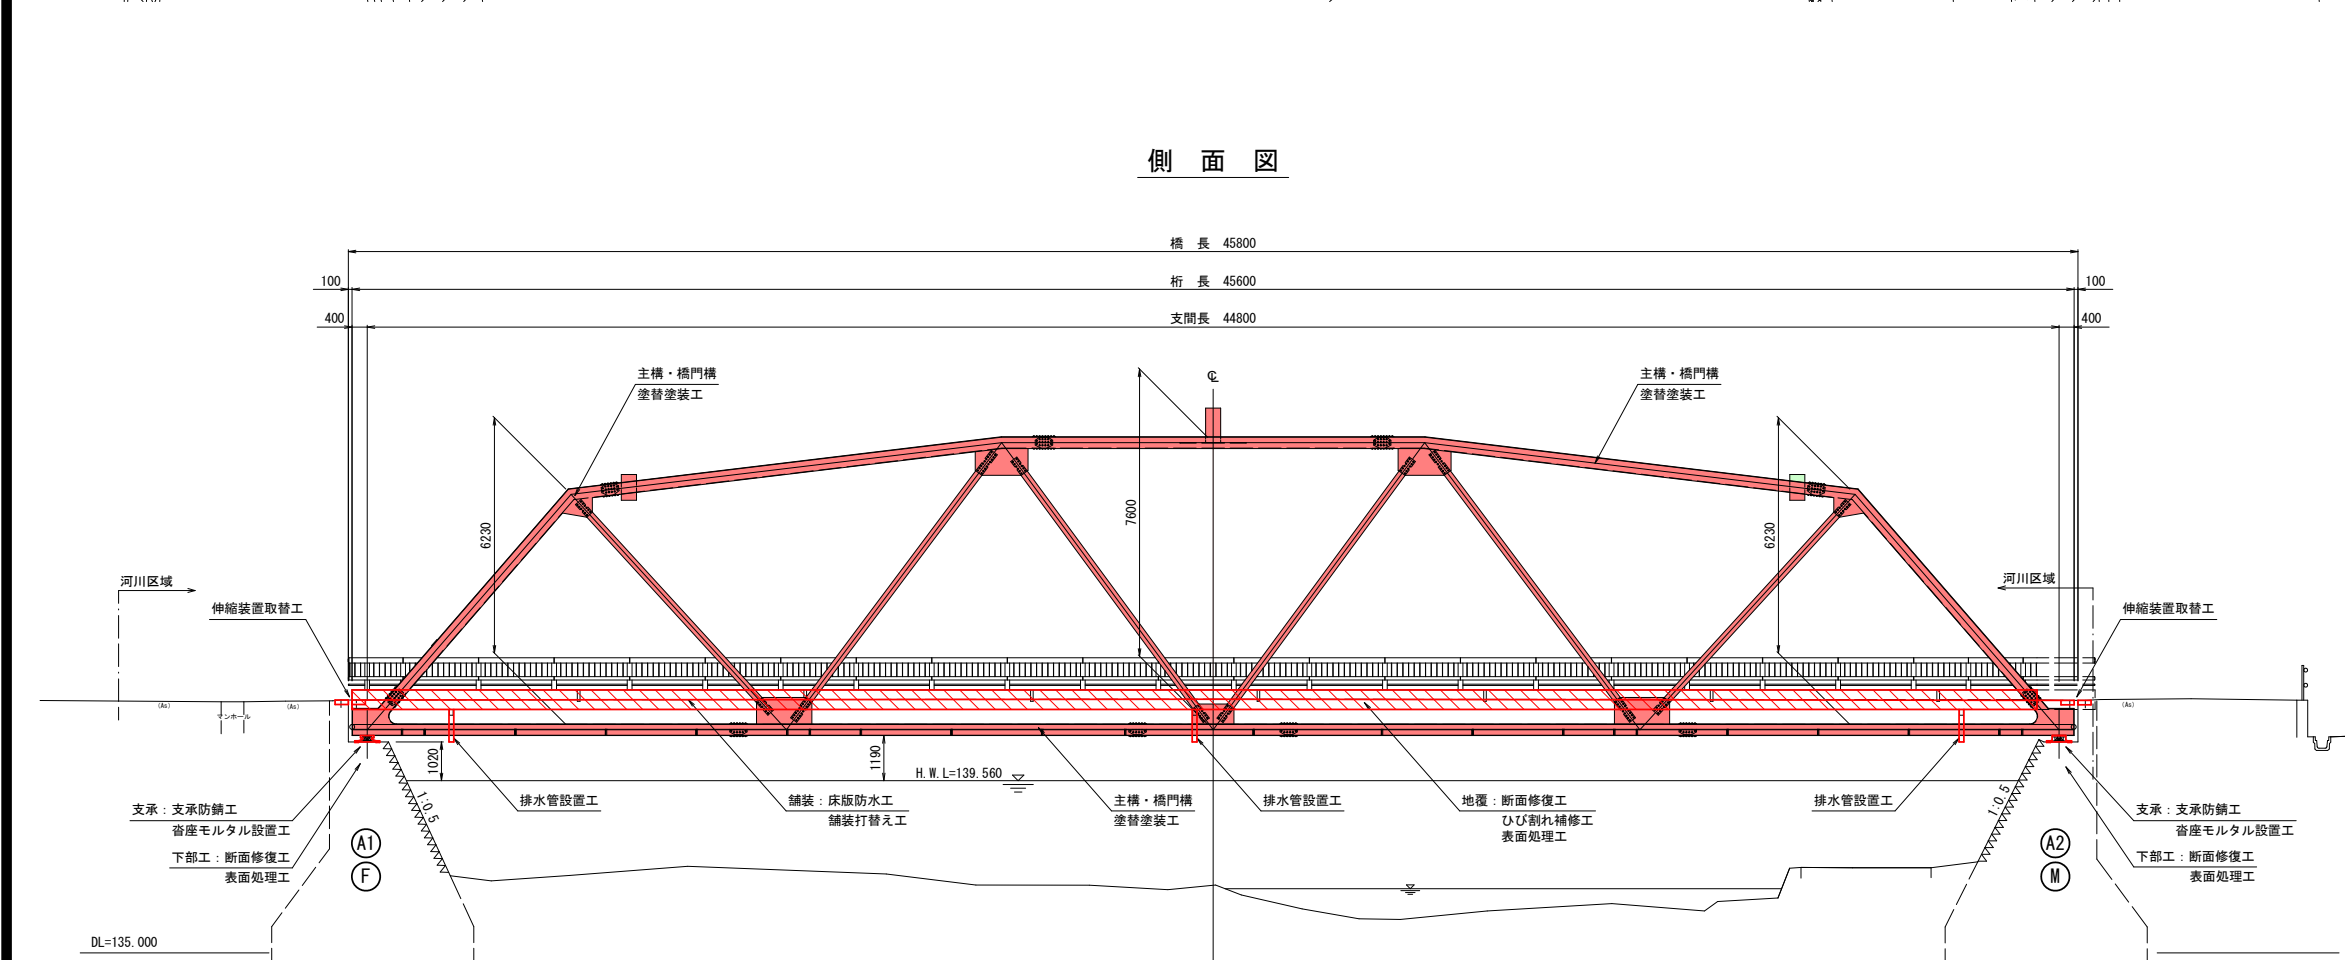 側 面 図
橋 長 45800
100
桁 長 45600
100
400
支間長 44800
400
主構・橋門構
塗替塗装工
主構・橋門構
塗替塗装工
℄
6230
7600
6230
河川区域
河川区域
伸縮装置取替工
伸縮装置取替工
(As)
マンホール
(As)
(As)
1020
1190
H.W.L=139.560
1:0.5
1:0.5
支承：支承防錆工
沓座モルタル設置工
下部工：断面修復工
表面処理工
A1
F
排水管設置工
舗装：床版防水工
舗装打替え工
主構・橋門構
塗替塗装工
排水管設置工
地覆：断面修復工
ひび割れ補修工
表面処理工
排水管設置工
A2
M
支承：支承防錆工
沓座モルタル設置工
下部工：断面修復工
表面処理工
DL=135.000